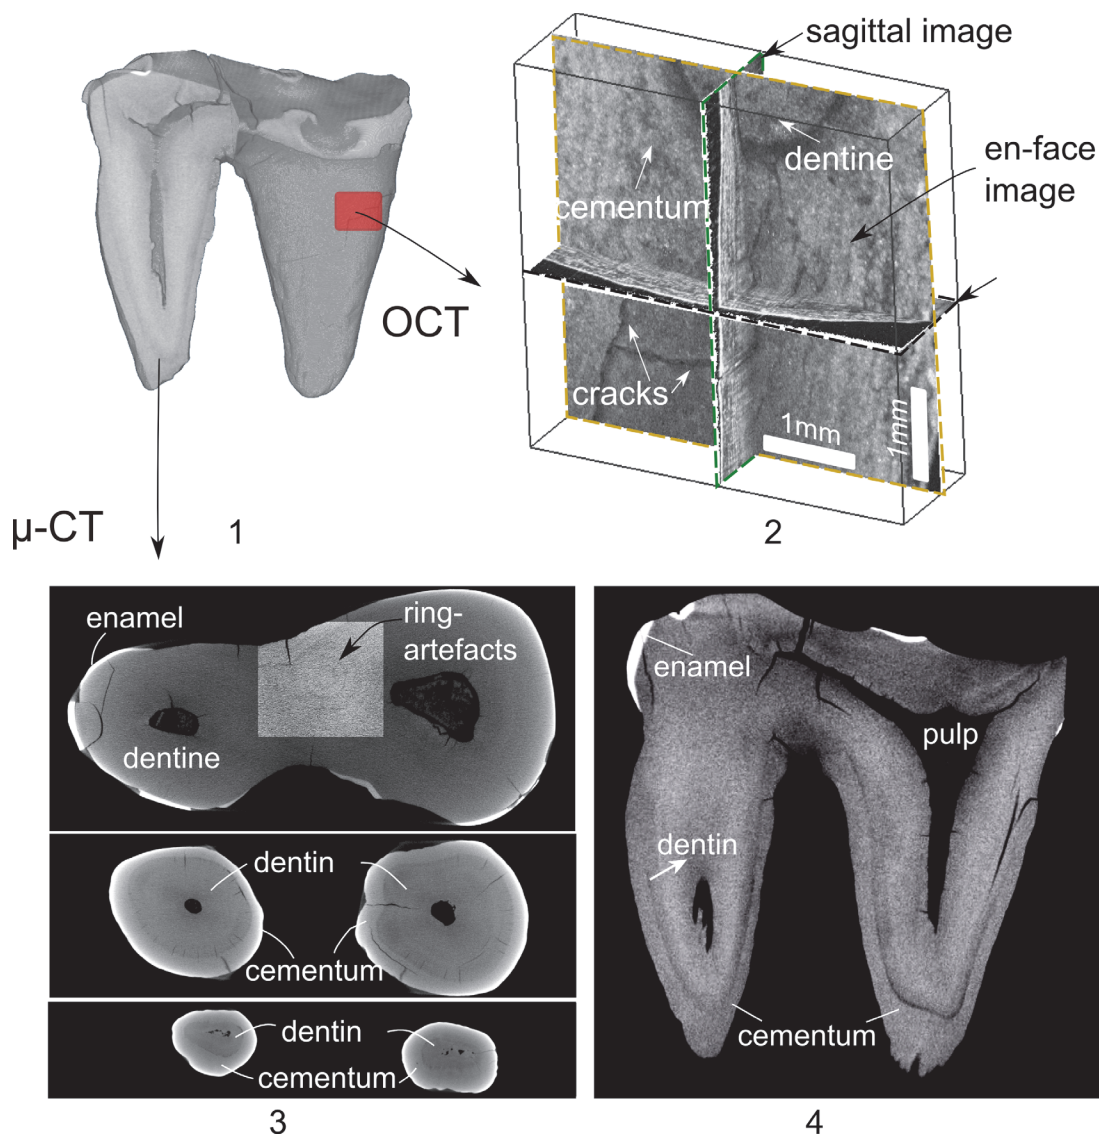 sagittal image
en-face
image
dentine
cementum
OCT
cracks
1mm
1mm
µ-CT
1
2
enamel
ring-
artefacts
dentine
dentin
cementum
dentin
cementum
3
enamel
pulp
dentin
cementum
4